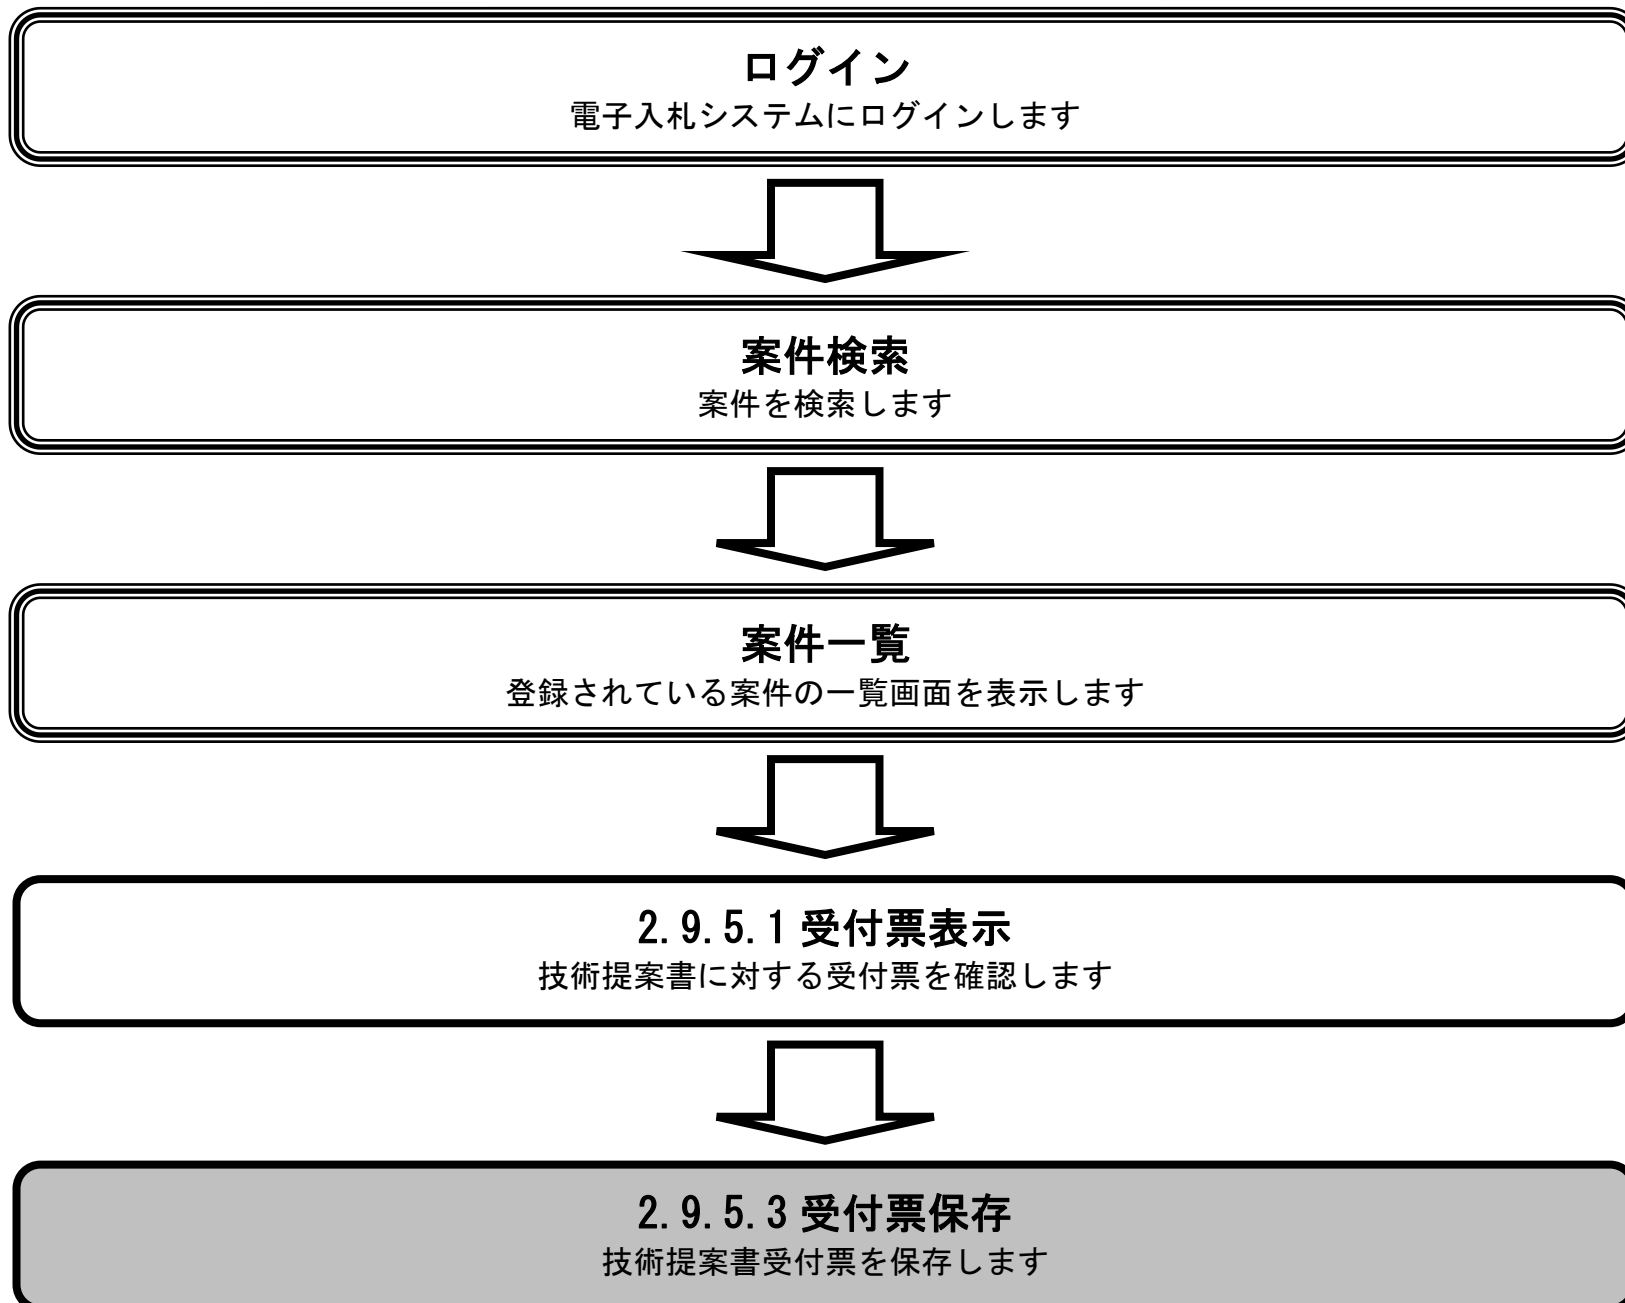 ログイン
電子入札システムにログインします
案件検索
案件を検索します
案件一覧
登録されている案件の一覧画面を表示します
2.9.5.1 受付票表示
技術提案書に対する受付票を確認します
2.9.5.3 受付票保存
技術提案書受付票を保存します